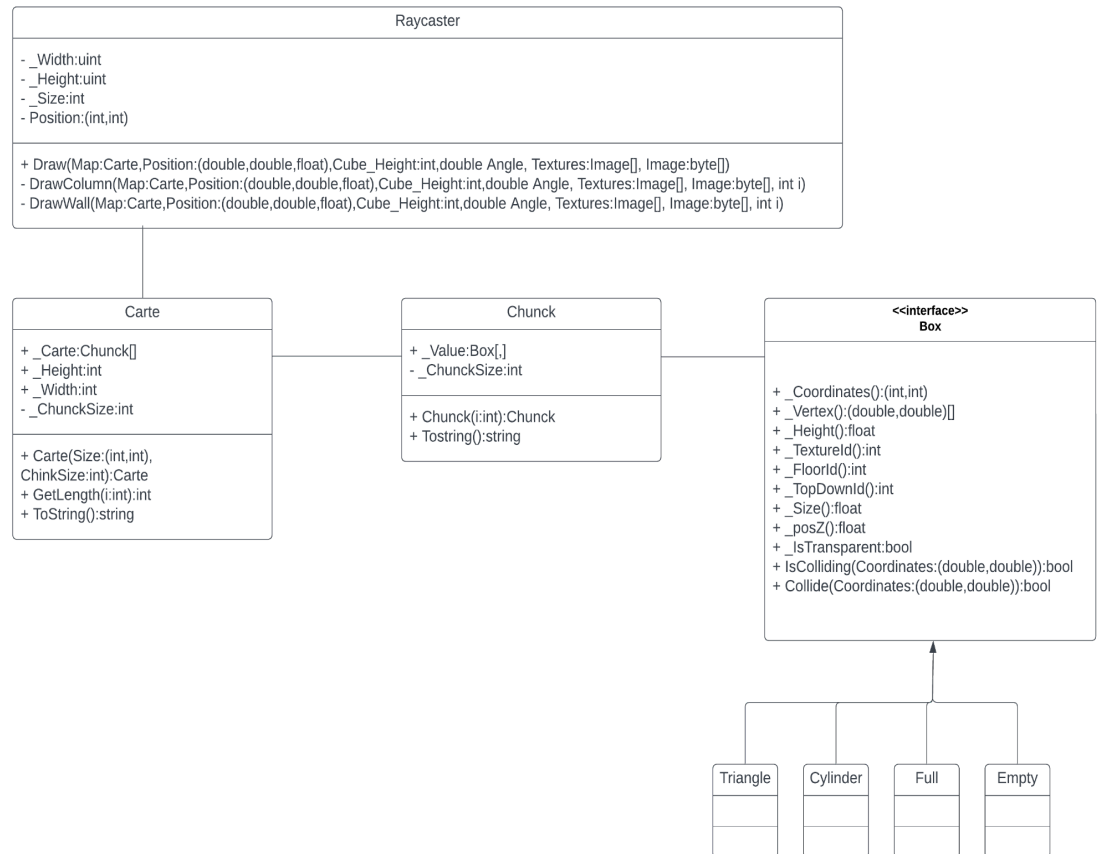 Raycaster
- _Width:uint
- _Height:uint
- _Size:int
- Position:(int,int)
+ Draw(Map:Carte,Position:(double,double,float),Cube_Height:int,double Angle, Textures:Image[], Image:byte[])
- DrawColumn(Map:Carte,Position:(double,double,float),Cube_Height:int,double Angle, Textures:Image[], Image:byte[], int i)
- DrawWall(Map:Carte,Position:(double,double,float),Cube_Height:int,double Angle, Textures:Image[], Image:byte[], int i)
Carte
+ _Carte:Chunck[]
+ _Height:int
+ _Width:int
- _ChunckSize:int
+ Carte(Size:(int,int),
ChinkSize:int):Carte
+ GetLength(i:int):int
+ ToString():string
Chunck
+ _Value:Box[,]
- _ChunckSize:int
+ Chunck(i:int):Chunck
+ Tostring():string
<<interface>>
Box
+ _Coordinates():(int,int)
+ _Vertex():(double,double)[]
+ _Height():float
+ _TextureId():int
+ _FloorId():int
+ _TopDownId():int
+ _Size():float
+ _posZ():float
+ _IsTransparent:bool
+ IsColliding(Coordinates:(double,double)):bool
+ Collide(Coordinates:(double,double)):bool
Triangle
Cylinder
Full
Empty